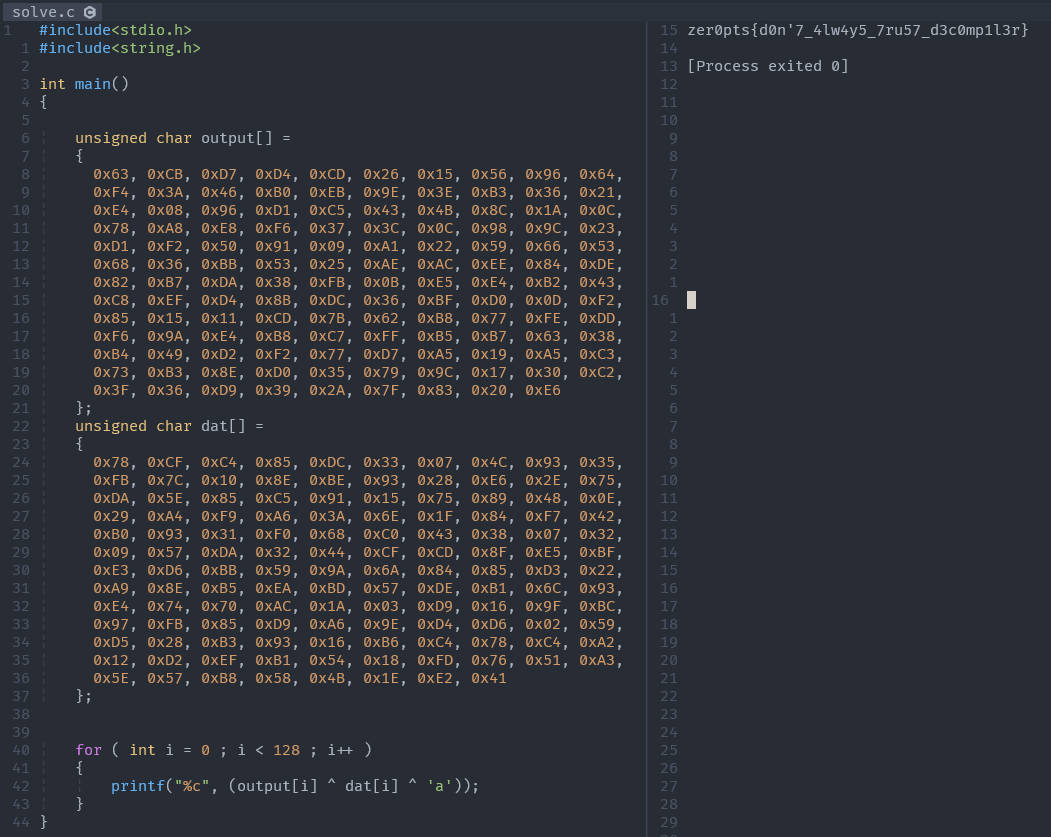 solve.c
1 #include<stdio.h>
1 #include<string.h>
2
3 int main()
4 {
5
6 unsigned char output[] =
7 {
8 0x63, 0xCB, 0xD7, 0xD4, 0xCD, 0x26, 0x15, 0x56, 0x96, 0x64,
9 0xF4, 0x3A, 0x46, 0xB0, 0xEB, 0x9E, 0x3E, 0xB3, 0x36, 0x21,
10 0xE4, 0x08, 0x96, 0xD1, 0xC5, 0x43, 0x4B, 0x8C, 0x1A, 0x0C,
11 0x78, 0xA8, 0xE8, 0xF6, 0x37, 0x3C, 0x0C, 0x98, 0x9C, 0x23,
12 0xD1, 0xF2, 0x50, 0x91, 0x09, 0xA1, 0x22, 0x59, 0x66, 0x53,
13 0x68, 0x36, 0xBB, 0x53, 0x25, 0xAE, 0xAC, 0xEE, 0x84, 0xDE,
14 0x82, 0xB7, 0xDA, 0x38, 0xFB, 0x0B, 0xE5, 0xE4, 0xB2, 0x43,
15 0xC8, 0xEF, 0xD4, 0x8B, 0xDC, 0x36, 0xBF, 0xD0, 0x0D, 0xF2,
16 0x85, 0x15, 0x11, 0xCD, 0x7B, 0x62, 0xB8, 0x77, 0xFE, 0xDD,
17 0xF6, 0x9A, 0xE4, 0xB8, 0xC7, 0xFF, 0xB5, 0xB7, 0x63, 0x38,
18 0xB4, 0x49, 0xD2, 0xF2, 0x77, 0xD7, 0xA5, 0x19, 0xA5, 0xC3,
19 0x73, 0xB3, 0x8E, 0xD0, 0x35, 0x79, 0x9C, 0x17, 0x30, 0xC2,
20 0x3F, 0x36, 0xD9, 0x39, 0x2A, 0x7F, 0x83, 0x20, 0xE6
21 };
22 unsigned char dat[] =
23 {
24 0x78, 0xCF, 0xC4, 0x85, 0xDC, 0x33, 0x07, 0x4C, 0x93, 0x35,
25 0xFB, 0x7C, 0x10, 0x8E, 0xBE, 0x93, 0x28, 0xE6, 0x2E, 0x75,
26 0xDA, 0x5E, 0x85, 0xC5, 0x91, 0x15, 0x75, 0x89, 0x48, 0x0E,
27 0x29, 0xA4, 0xF9, 0xA6, 0x3A, 0x6E, 0x1F, 0x84, 0xF7, 0x42,
28 0xB0, 0x93, 0x31, 0xF0, 0x68, 0xC0, 0x43, 0x38, 0x07, 0x32,
29 0x09, 0x57, 0xDA, 0x32, 0x44, 0xCF, 0xCD, 0x8F, 0xE5, 0xBF,
30 0xE3, 0xD6, 0xBB, 0x59, 0x9A, 0x6A, 0x84, 0x85, 0xD3, 0x22,
31 0xA9, 0x8E, 0xB5, 0xEA, 0xBD, 0x57, 0xDE, 0xB1, 0x6C, 0x93,
32 0xE4, 0x74, 0x70, 0xAC, 0x1A, 0x03, 0xD9, 0x16, 0x9F, 0xBC,
33 0x97, 0xFB, 0x85, 0xD9, 0xA6, 0x9E, 0xD4, 0xD6, 0x02, 0x59,
34 0xD5, 0x28, 0xB3, 0x93, 0x16, 0xB6, 0xC4, 0x78, 0xC4, 0xA2,
35 0x12, 0xD2, 0xEF, 0xB1, 0x54, 0x18, 0xFD, 0x76, 0x51, 0xA3,
36 0x5E, 0x57, 0xB8, 0x58, 0x4B, 0x1E, 0xE2, 0x41
37 };
38
39
40 for ( int i = 0 ; i < 128 ; i++ )
41 {
42 printf("%c", (output[i] ^ dat[i] ^ 'a'));
43 }
44 }
15 zer0pts{d0n'7_4lw4y5_7ru57_d3c0mp1l3r}
14
13 [Process exited 0]
12
11
10
9
8
7
6
5
4
3
2
1
16
1
2
3
4
5
6
7
8
9
10
11
12
13
14
15
16
17
18
19
20
21
22
23
24
25
26
27
28
29